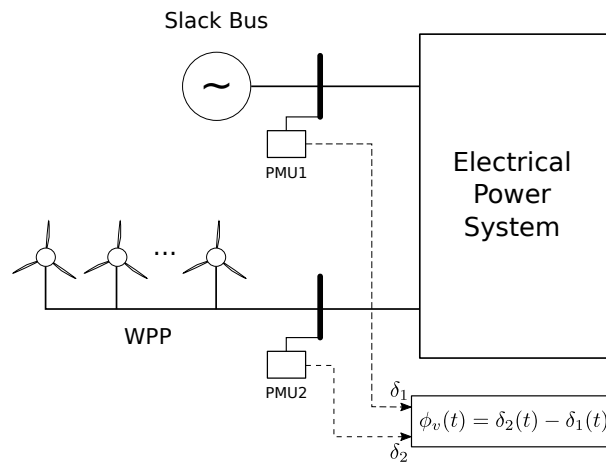 Slack Bus
~
PMU1
Electrical
Power
System
...
WPP
PMU2
δ₁
ϕᵥ(t) = δ₂(t) − δ₁(t)
δ₂